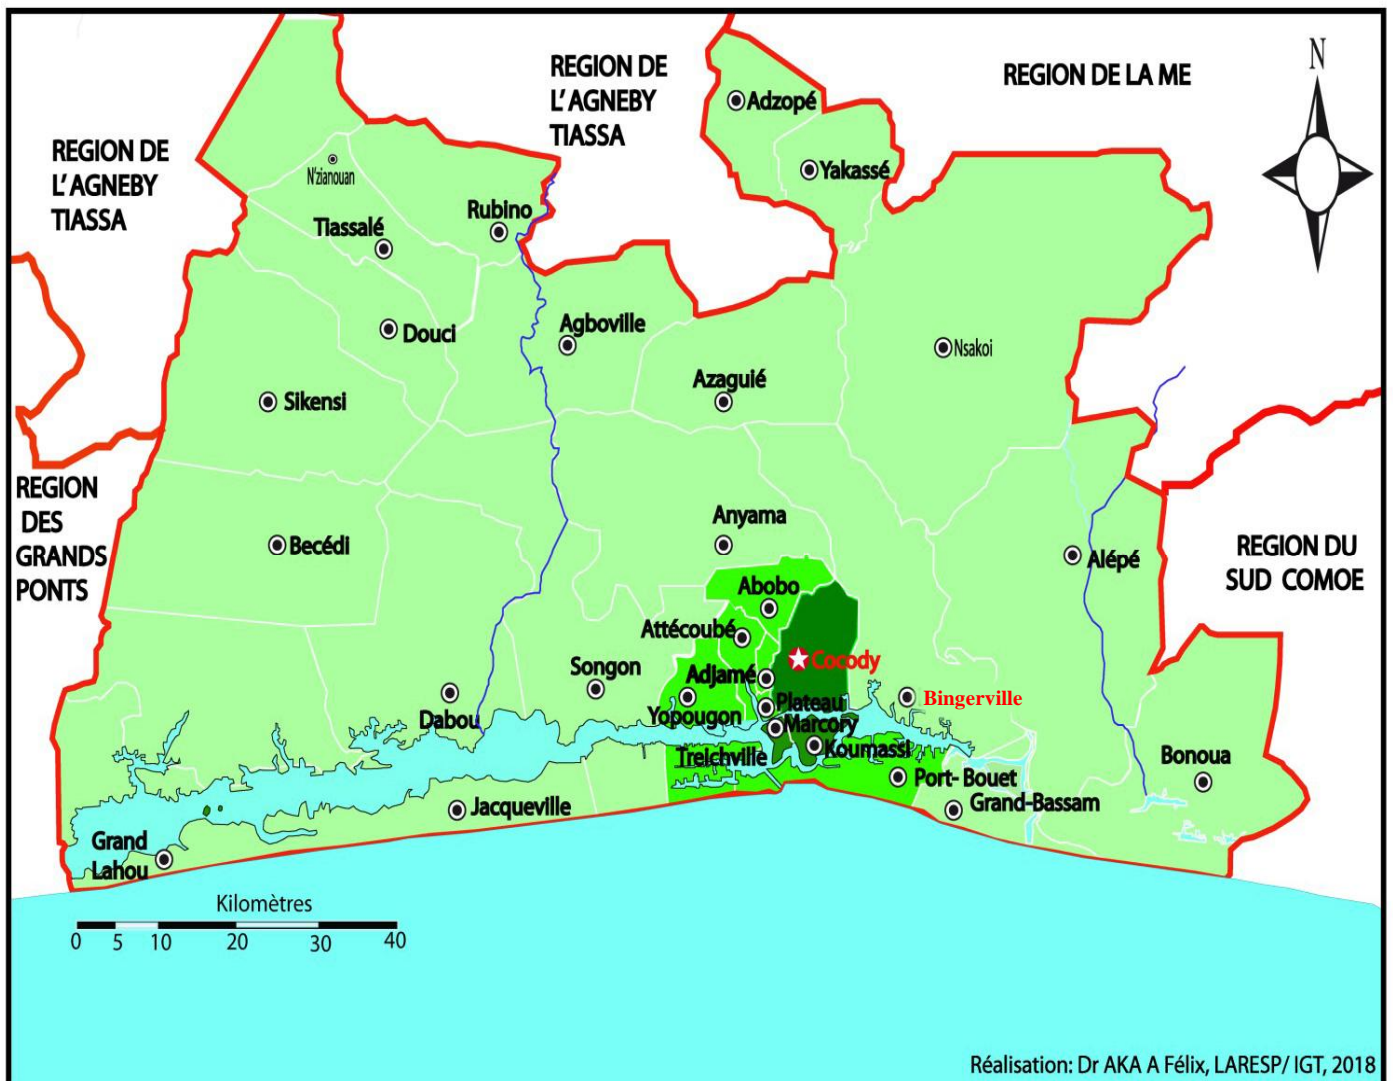 REGION DE
L'AGNEBY
TIASSA
REGION DE LA ME
N
Adzopé
REGION DE
L'AGNEBY
TIASSA
Yakassé
N'zianouan
Rubino
Tiassalé
Agboville
Douci
Nsakoi
Azaguié
Sikensi
REGION
DES
GRANDS
PONTS
Anyama
Becédi
Alépé
REGION DU
SUD COMOE
Abobo
Attécoubé
Cocody
Songon
Adjamé
Bingerville
Plateau
Dabou
Yopougon
Marcory
Koumassi
Treichville
Bonoua
Port- Bouet
Jacqueville
Grand-Bassam
Grand
Lahou
Kilomètres
0 5 10 20 30 40
Réalisation: Dr AKA A Félix, LARESP/ IGT, 2018